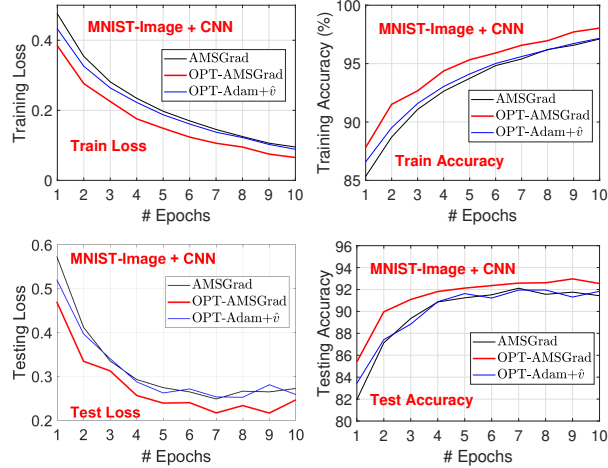 MNIST-Image + CNN
AMSGrad
OPT-AMSGrad
OPT-Adam+v̂
Train Loss
Training Loss
0.4
0.2
0
1 2 3 4 5 6 7 8 9 10
# Epochs
MNIST-Image + CNN
AMSGrad
OPT-AMSGrad
OPT-Adam+v̂
Train Accuracy
Training Accuracy (%)
100
95
90
85
1 2 3 4 5 6 7 8 9 10
# Epochs
MNIST-Image + CNN
AMSGrad
OPT-AMSGrad
OPT-Adam+v̂
Test Loss
Testing Loss
0.6
0.5
0.4
0.3
0.2
1 2 3 4 5 6 7 8 9 10
# Epochs
MNIST-Image + CNN
AMSGrad
OPT-AMSGrad
OPT-Adam+v̂
Test Accuracy
Testing Accuracy
96
94
92
90
88
86
84
82
80
1 2 3 4 5 6 7 8 9 10
# Epochs